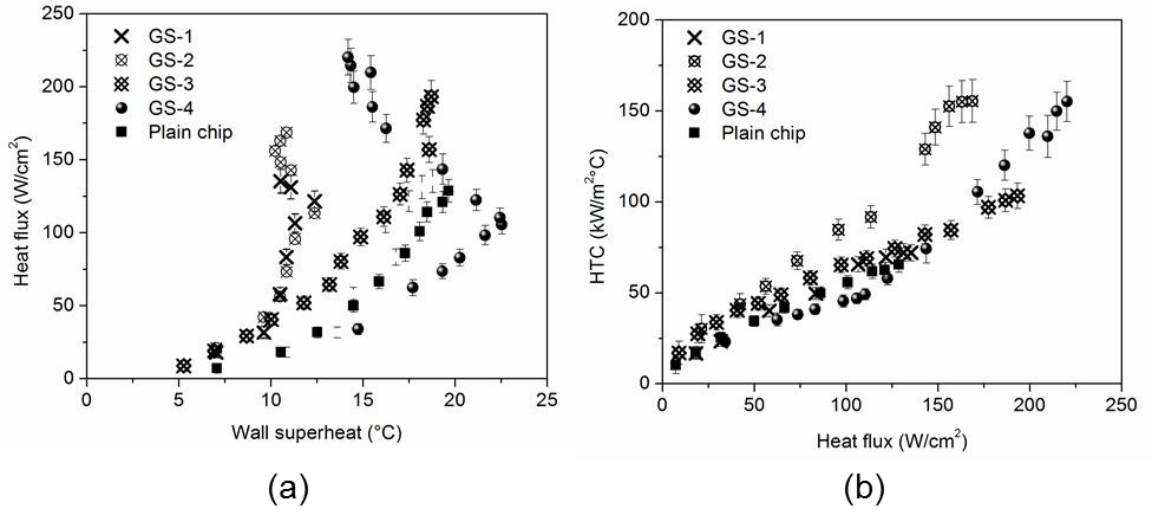 250
200
150
100
50
0
Heat flux (W/cm²)
GS-1
GS-2
GS-3
GS-4
Plain chip
0 5 10 15 20 25
Wall superheat (°C)
(a)
200
150
100
50
0
HTC (kW/m²°C)
GS-1
GS-2
GS-3
GS-4
Plain chip
0 50 100 150 200 250
Heat flux (W/cm²)
(b)